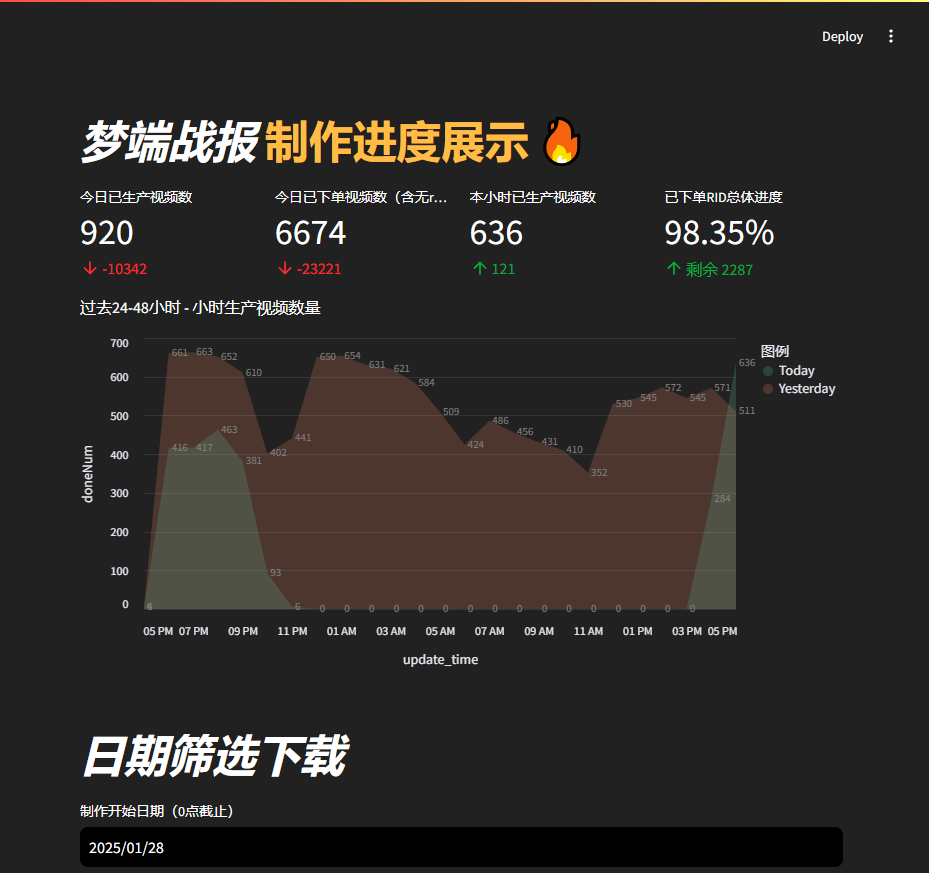 Deploy
梦端战报 制作进度展示
今日已生产视频数
920
-10342
今日已下单视频数（含无r...
6674
-23221
本小时已生产视频数
636
121
已下单RID总体进度
98.35%
剩余 2287
过去24-48小时 - 小时生产视频数量
700
600
500
400
300
200
100
0
doneNum
4 661 663 652 610 402 441 650 654 631 621 584 509 424 486 456 431 410 352 530 545 572 545 571 511
416 417 463 381 93 6 0 0 0 0 0 0 0 0 0 0 0 0 0 0 0 0 284 636
05 PM 07 PM 09 PM 11 PM 01 AM 03 AM 05 AM 07 AM 09 AM 11 AM 01 PM 03 PM 05 PM
update_time
图例
Today
Yesterday
日期筛选下载
制作开始日期（0点截止）
2025/01/28